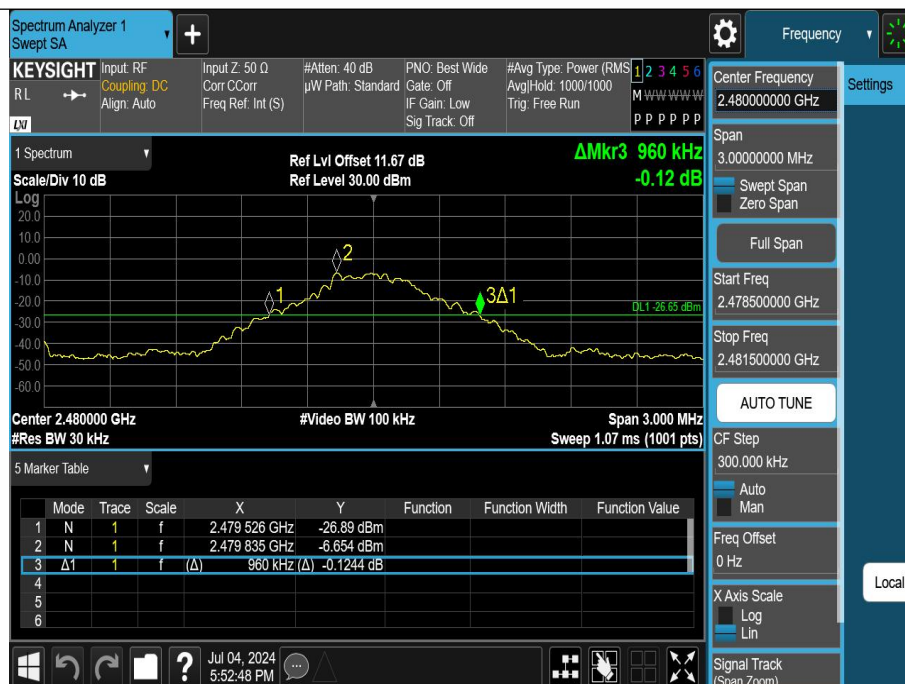 Spectrum Analyzer 1
Swept SA
+
Frequency
KEYSIGHT
RL
LXI
Input: RF
Coupling: DC
Align: Auto
Input Z: 50 Ω
Corr CCorr
Freq Ref: Int (S)
#Atten: 40 dB
µW Path: Standard
PNO: Best Wide
Gate: Off
IF Gain: Low
Sig Track: Off
#Avg Type: Power (RMS
Avg|Hold: 1000/1000
Trig: Free Run
1 2 3 4 5 6
M W W W W W
P P P P P P
1 Spectrum
Scale/Div 10 dB
Ref Lvl Offset 11.67 dB
Ref Level 30.00 dBm
ΔMkr3 960 kHz
-0.12 dB
Log
20.0
10.0
0.00
-10.0
-20.0
-30.0
-40.0
-50.0
-60.0
1
2
3Δ1
DL1 -26.65 dBm
Center 2.480000 GHz
#Video BW 100 kHz
Span 3.000 MHz
#Res BW 30 kHz
Sweep 1.07 ms (1001 pts)
5 Marker Table
Mode Trace Scale X Y Function Function Width Function Value
1 N 1 f 2.479 526 GHz -26.89 dBm
2 N 1 f 2.479 835 GHz -6.654 dBm
3 Δ1 1 f (Δ) 960 kHz (Δ) -0.1244 dB
4
5
6
?
Jul 04, 2024
5:52:48 PM
Center Frequency
2.480000000 GHz
Settings
Span
3.00000000 MHz
Swept Span
Zero Span
Full Span
Start Freq
2.478500000 GHz
Stop Freq
2.481500000 GHz
AUTO TUNE
CF Step
300.000 kHz
Auto
Man
Freq Offset
0 Hz
Local
X Axis Scale
Log
Lin
Signal Track
(Span Zoom)